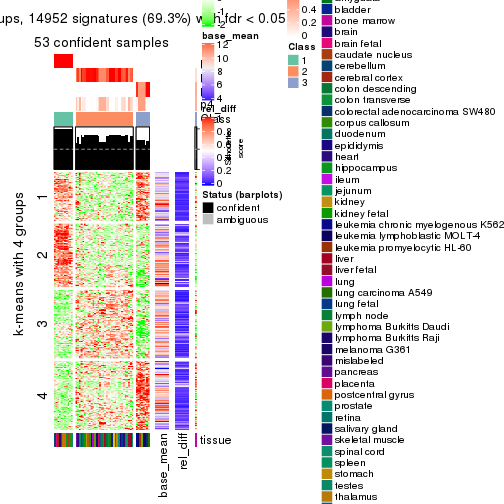 ups, 14952 signatures (69.3%) with fdr < 0.05
53 confident samples
k-means with 4 groups
1
2
3
4
base_mean
rel_diff
tissue
-2
base_mean
12
10
8
6
4
rel_diff
0.8
0.6
0.4
0.2
0
Silhouette
score
Status (barplots)
confident
ambiguous
0.4
0.2
0
Class
1
2
3
bladder
bone marrow
brain
brain fetal
caudate nucleus
cerebellum
cerebral cortex
colon descending
colon transverse
colorectal adenocarcinoma SW480
corpus callosum
duodenum
epididymis
heart
hippocampus
ileum
jejunum
kidney
kidney fetal
leukemia chronic myelogenous K562
leukemia lymphoblastic MOLT-4
leukemia promyelocytic HL-60
liver
liver fetal
lung
lung carcinoma A549
lung fetal
lymph node
lymphoma Burkitts Daudi
lymphoma Burkitts Raji
melanoma G361
mislabeled
pancreas
placenta
postcentral gyrus
prostate
retina
salivary gland
skeletal muscle
spinal cord
spleen
stomach
testes
thalamus